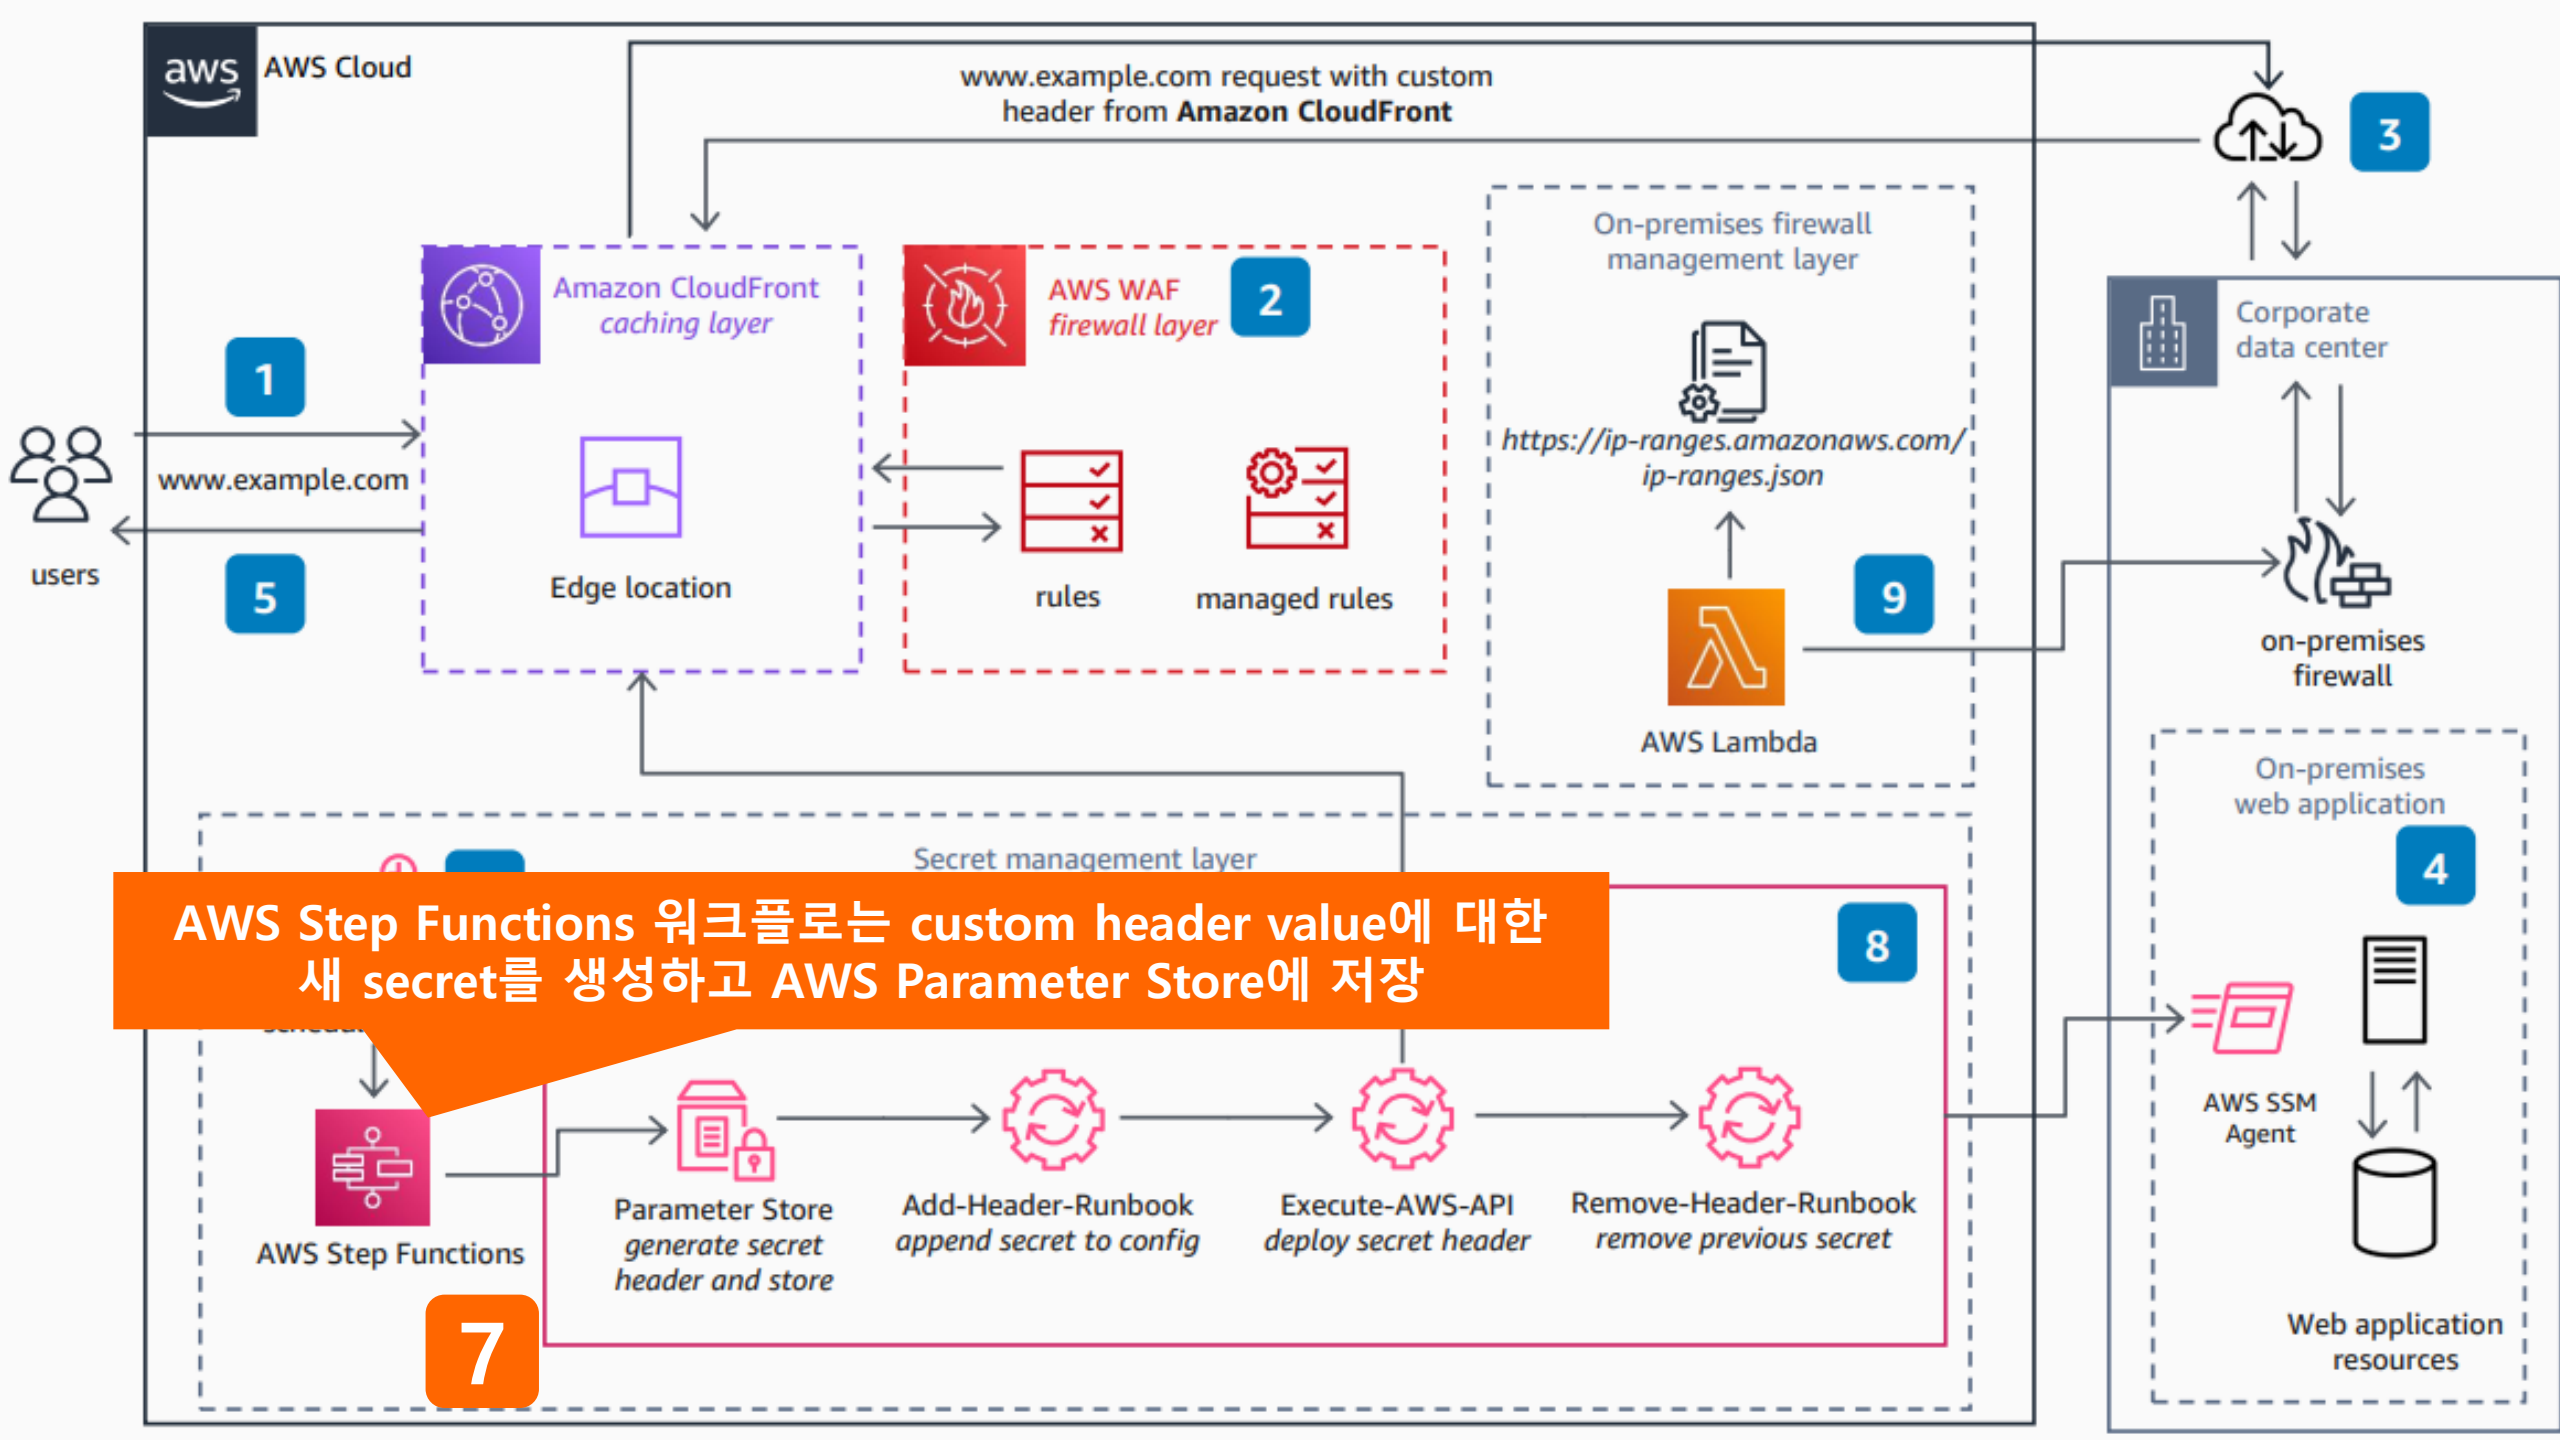 aws
AWS Cloud
www.example.com request with custom
header from Amazon CloudFront
3
On-premises firewall
management layer
Amazon CloudFront
caching layer
AWS WAF
firewall layer
2
Corporate
data center
1
www.example.com
users
5
Edge location
rules
managed rules
https://ip-ranges.amazonaws.com/
ip-ranges.json
9
AWS Lambda
on-premises
firewall
On-premises
web application
4
Secret management layer
AWS Step Functions 워크플로는 custom header value에 대한
새 secret를 생성하고 AWS Parameter Store에 저장
8
AWS SSM
Agent
AWS Step Functions
Parameter Store
generate secret
header and store
Add-Header-Runbook
append secret to config
Execute-AWS-API
deploy secret header
Remove-Header-Runbook
remove previous secret
7
Web application
resources